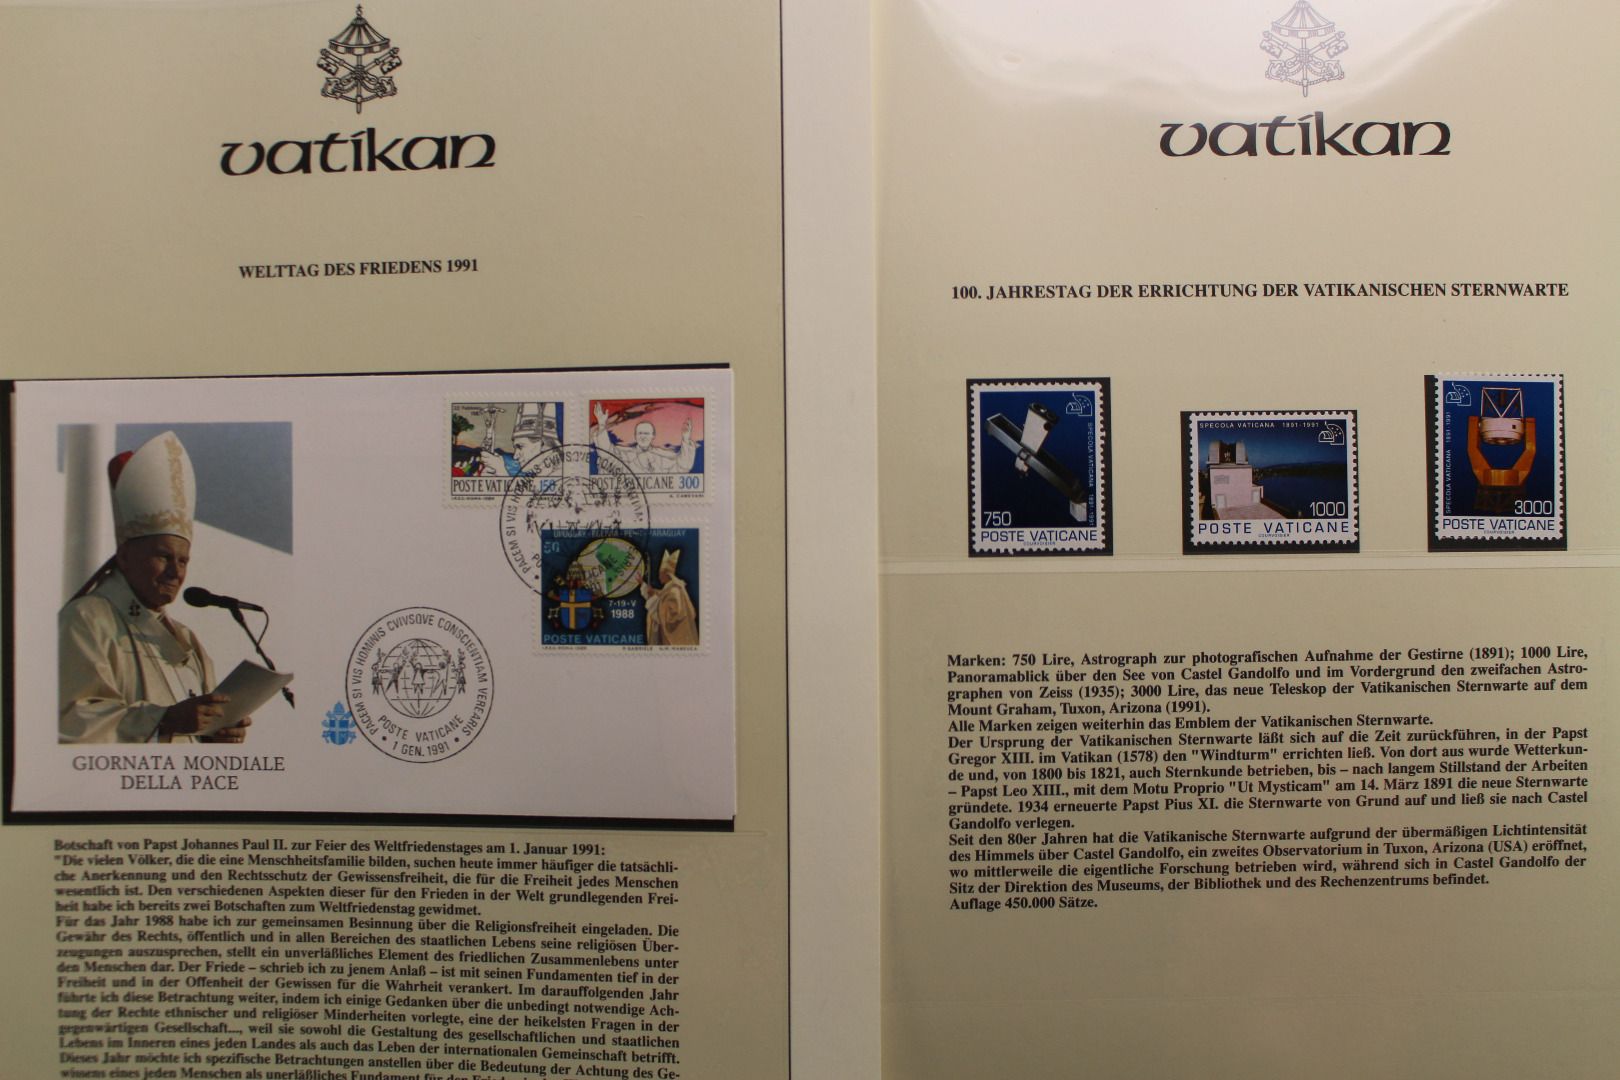 vatikan
WELTTAG DES FRIEDENS 1991
22 Febbraio
POSTE VATICANE 150
POSTE VATICANE 300
URUGUAY - BOLIVIA - PERU - PARAGUAY
50
7-19-V
1988
POSTE VATICANE
PACEM SI VIS HOMINIS CVIVSQVE CONSCIENTIAM VEREARIS
POSTE VATICANE
1 GEN. 1991
GIORNATA MONDIALE
DELLA PACE
Botschaft von Papst Johannes Paul II. zur Feier des Weltfriedenstages am 1. Januar 1991:
"Die vielen Völker, die die eine Menschheitsfamilie bilden, suchen heute immer häufiger die tatsächli-
che Anerkennung und den Rechtsschutz der Gewissensfreiheit, die für die Freiheit jedes Menschen
wesentlich ist. Den verschiedenen Aspekten dieser für den Frieden in der Welt grundlegenden Frei-
heit habe ich bereits zwei Botschaften zum Weltfriedenstag gewidmet.
Für das Jahr 1988 habe ich zur gemeinsamen Besinnung über die Religionsfreiheit eingeladen. Die
Gewähr des Rechts, öffentlich und in allen Bereichen des staatlichen Lebens seine religiösen Über-
zeugungen auszusprechen, stellt ein unverläßliches Element des friedlichen Zusammenlebens unter
den Menschen dar. Der Friede – schrieb ich zu jenem Anlaß – ist mit seinen Fundamenten tief in der
Freiheit und in der Offenheit der Gewissen für die Wahrheit verankert. Im darauffolgenden Jahr
führte ich diese Betrachtung weiter, indem ich einige Gedanken über die unbedingt notwendige Ach-
tung der Rechte ethnischer und religiöser Minderheiten vorlegte, eine der heikelsten Fragen in der
gegenwärtigen Gesellschaft..., weil sie sowohl die Gestaltung des gesellschaftlichen und staatlichen
Lebens im Inneren eines jeden Landes als auch das Leben der internationalen Gemeinschaft betrifft.
Dieses Jahr möchte ich spezifische Betrachtungen anstellen über die Bedeutung der Achtung des Ge-
wissens eines jeden Menschen als unerläßliches Fundament für den
vatikan
100. JAHRESTAG DER ERRICHTUNG DER VATIKANISCHEN STERNWARTE
SPECOLA VATICANA 1891-1991
750
POSTE VATICANE
COURVOISIER
SPECOLA VATICANA 1891-1991
1000
POSTE VATICANE
COURVOISIER
SPECOLA VATICANA 1891-1991
3000
POSTE VATICANE
COURVOISIER
Marken: 750 Lire, Astrograph zur photografischen Aufnahme der Gestirne (1891); 1000 Lire,
Panoramablick über den See von Castel Gandolfo und im Vordergrund den zweifachen Astro-
graphen von Zeiss (1935); 3000 Lire, das neue Teleskop der Vatikanischen Sternwarte auf dem
Mount Graham, Tuxon, Arizona (1991).
Alle Marken zeigen weiterhin das Emblem der Vatikanischen Sternwarte.
Der Ursprung der Vatikanischen Sternwarte läßt sich auf die Zeit zurückführen, in der Papst
Gregor XIII. im Vatikan (1578) den "Windturm" errichten ließ. Von dort aus wurde Wetterkun-
de und, von 1800 bis 1821, auch Sternkunde betrieben, bis – nach langem Stillstand der Arbeiten
– Papst Leo XIII., mit dem Motu Proprio "Ut Mysticam" am 14. März 1891 die neue Sternwarte
gründete. 1934 erneuerte Papst Pius XI. die Sternwarte von Grund auf und ließ sie nach Castel
Gandolfo verlegen.
Seit den 80er Jahren hat die Vatikanische Sternwarte aufgrund der übermäßigen Lichtintensität
des Himmels über Castel Gandolfo, ein zweites Observatorium in Tuxon, Arizona (USA) eröffnet,
wo mittlerweile die eigentliche Forschung betrieben wird, während sich in Castel Gandolfo der
Sitz der Direktion des Museums, der Bibliothek und des Rechenzentrums befindet.
Auflage 450.000 Sätze.